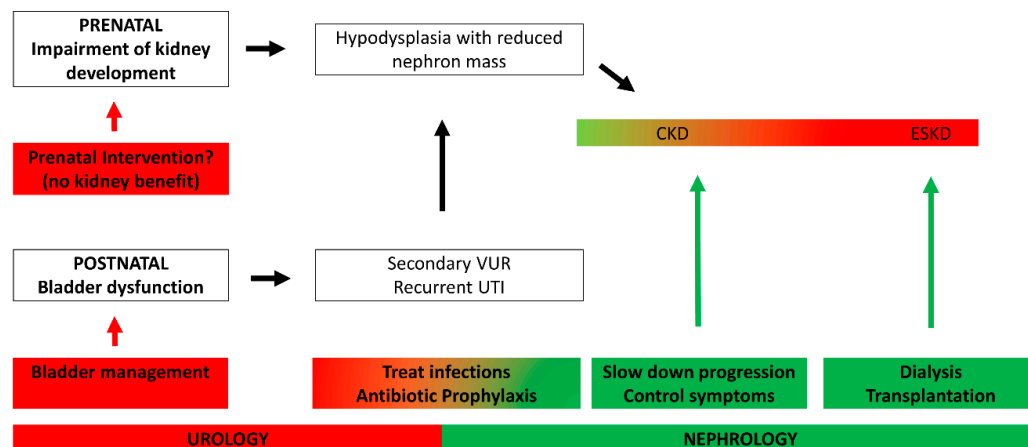 PRENATAL
Impairment of kidney
development
Hypodysplasia with reduced
nephron mass
CKD
ESKD
Prenatal Intervention?
(no kidney benefit)
POSTNATAL
Bladder dysfunction
Secondary VUR
Recurrent UTI
Bladder management
Treat infections
Antibiotic Prophylaxis
Slow down progression
Control symptoms
Dialysis
Transplantation
UROLOGY
NEPHROLOGY